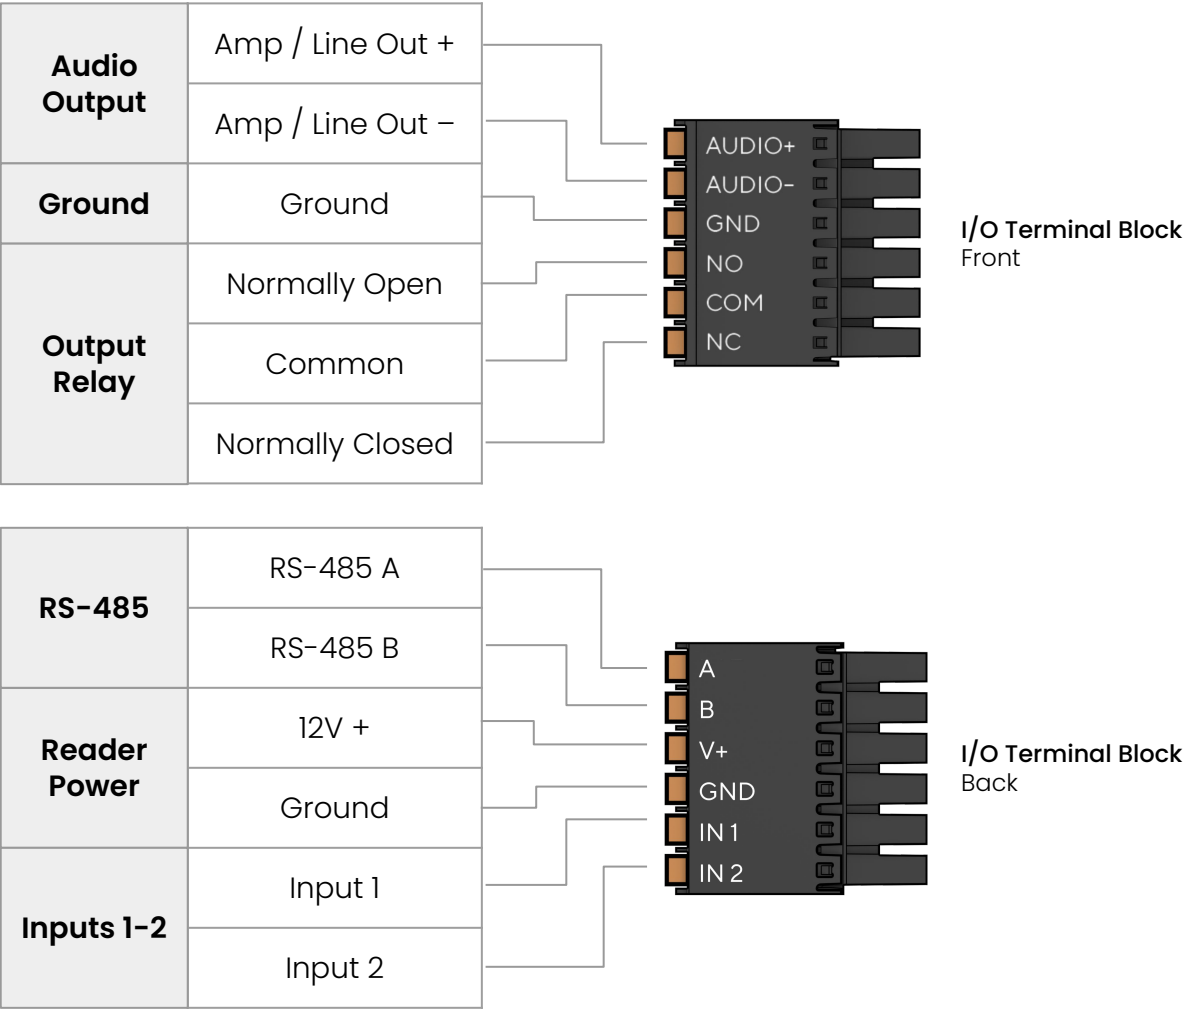 Audio
Output
Amp / Line Out +
Amp / Line Out –
Ground
Ground
Output
Relay
Normally Open
Common
Normally Closed
AUDIO+
AUDIO-
GND
NO
COM
NC
I/O Terminal Block
Front
RS-485
RS-485 A
RS-485 B
Reader
Power
12V +
Ground
Inputs 1-2
Input 1
Input 2
A
B
V+
GND
IN 1
IN 2
I/O Terminal Block
Back